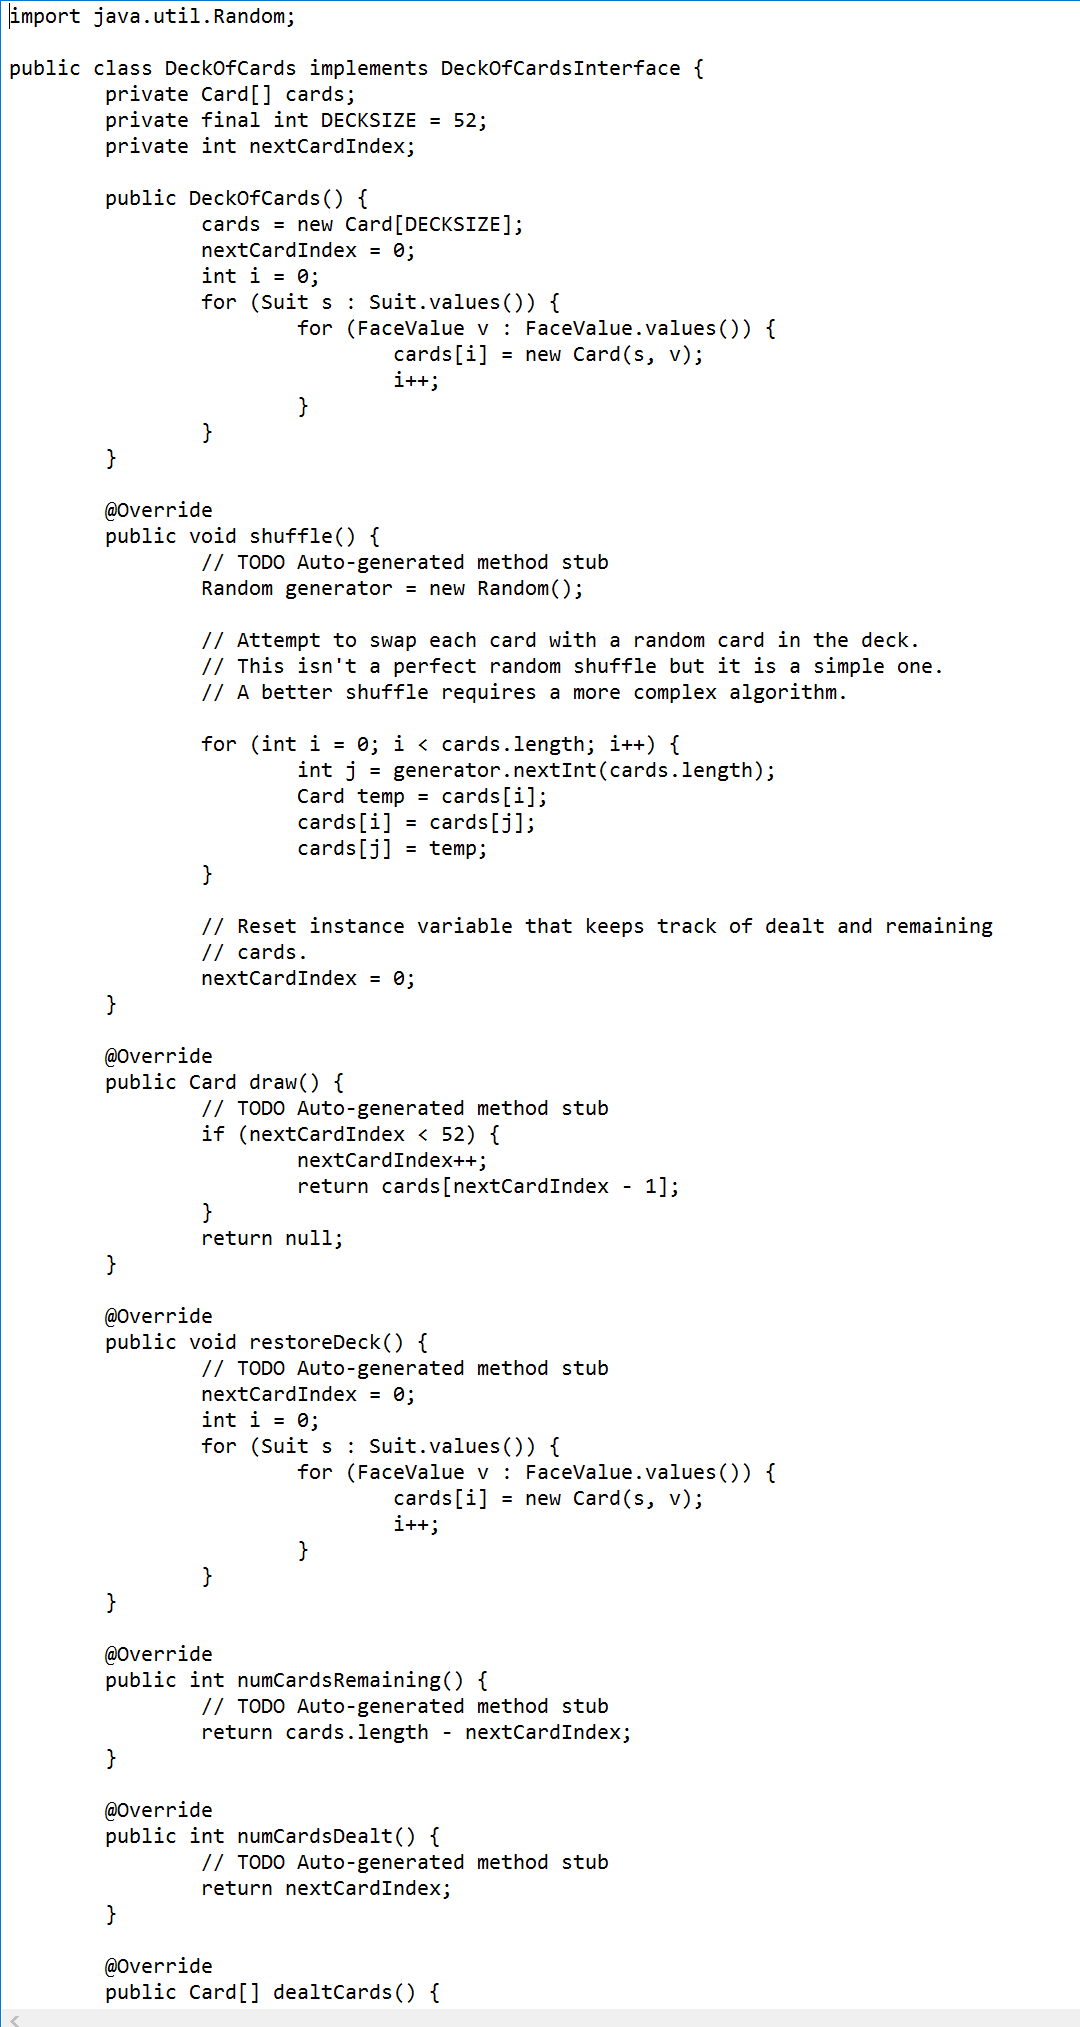 import java.util.Random;

public class DeckOfCards implements DeckOfCardsInterface {
        private Card[] cards;
        private final int DECKSIZE = 52;
        private int nextCardIndex;

        public DeckOfCards() {
                cards = new Card[DECKSIZE];
                nextCardIndex = 0;
                int i = 0;
                for (Suit s : Suit.values()) {
                        for (FaceValue v : FaceValue.values()) {
                                cards[i] = new Card(s, v);
                                i++;
                        }
                }
        }

        @Override
        public void shuffle() {
                // TODO Auto-generated method stub
                Random generator = new Random();

                // Attempt to swap each card with a random card in the deck.
                // This isn't a perfect random shuffle but it is a simple one.
                // A better shuffle requires a more complex algorithm.

                for (int i = 0; i < cards.length; i++) {
                        int j = generator.nextInt(cards.length);
                        Card temp = cards[i];
                        cards[i] = cards[j];
                        cards[j] = temp;
                }

                // Reset instance variable that keeps track of dealt and remaining
                // cards.
                nextCardIndex = 0;
        }

        @Override
        public Card draw() {
                // TODO Auto-generated method stub
                if (nextCardIndex < 52) {
                        nextCardIndex++;
                        return cards[nextCardIndex - 1];
                }
                return null;
        }

        @Override
        public void restoreDeck() {
                // TODO Auto-generated method stub
                nextCardIndex = 0;
                int i = 0;
                for (Suit s : Suit.values()) {
                        for (FaceValue v : FaceValue.values()) {
                                cards[i] = new Card(s, v);
                                i++;
                        }
                }
        }

        @Override
        public int numCardsRemaining() {
                // TODO Auto-generated method stub
                return cards.length - nextCardIndex;
        }

        @Override
        public int numCardsDealt() {
                // TODO Auto-generated method stub
                return nextCardIndex;
        }

        @Override
        public Card[] dealtCards() {